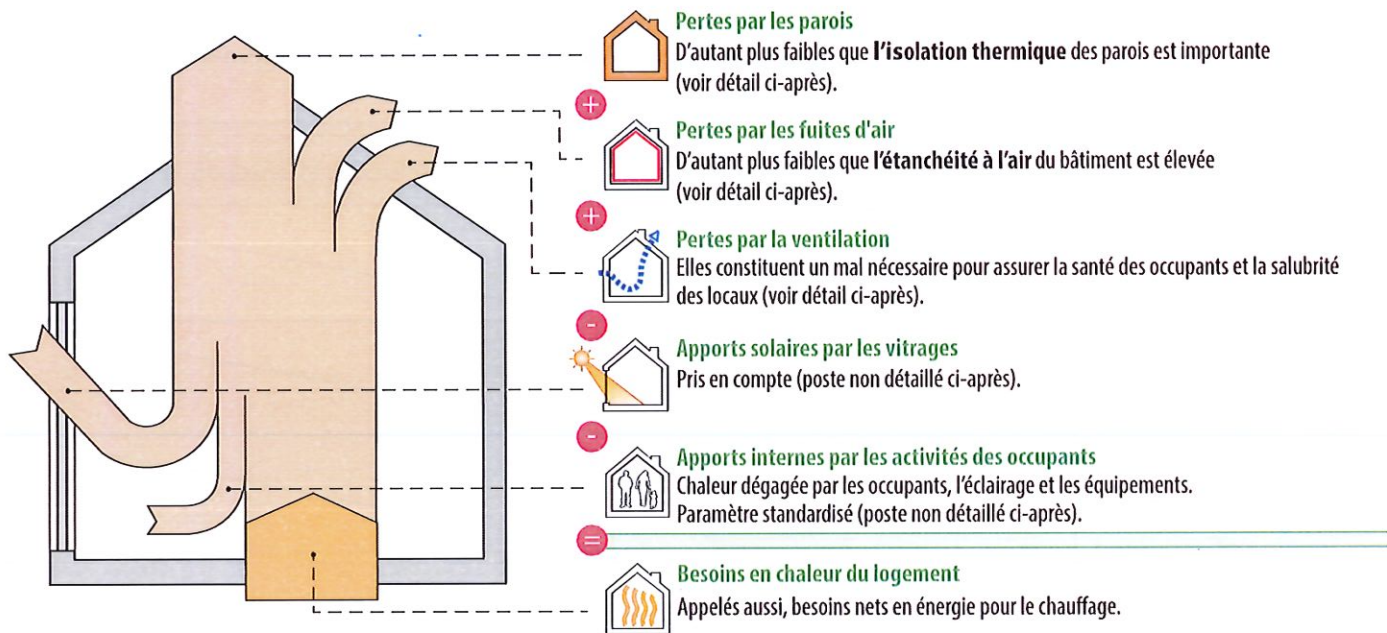 Pertes par les parois
D'autant plus faibles que l'isolation thermique des parois est importante
(voir détail ci-après).
+
Pertes par les fuites d'air
D'autant plus faibles que l'étanchéité à l'air du bâtiment est élevée
(voir détail ci-après).
+
Pertes par la ventilation
Elles constituent un mal nécessaire pour assurer la santé des occupants et la salubrité
des locaux (voir détail ci-après).
-
Apports solaires par les vitrages
Pris en compte (poste non détaillé ci-après).
-
Apports internes par les activités des occupants
Chaleur dégagée par les occupants, l'éclairage et les équipements.
Paramètre standardisé (poste non détaillé ci-après).
=
Besoins en chaleur du logement
Appelés aussi, besoins nets en énergie pour le chauffage.